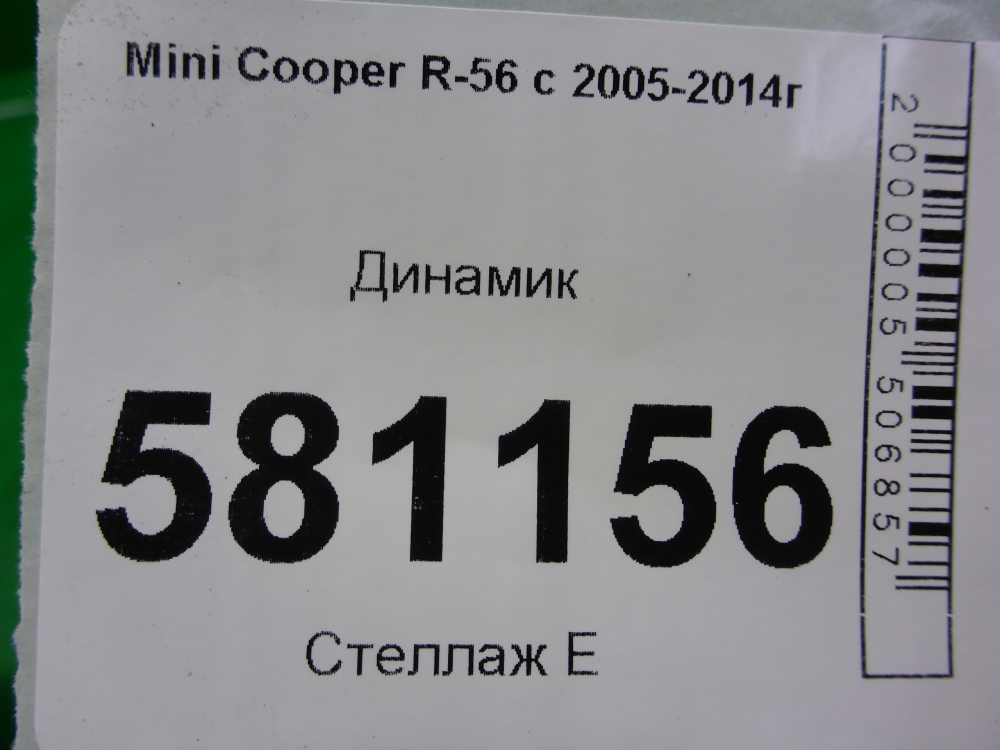 Mini Cooper R-56 с 2005-2014г
Динамик
581156
Стеллаж Е
2000005506857